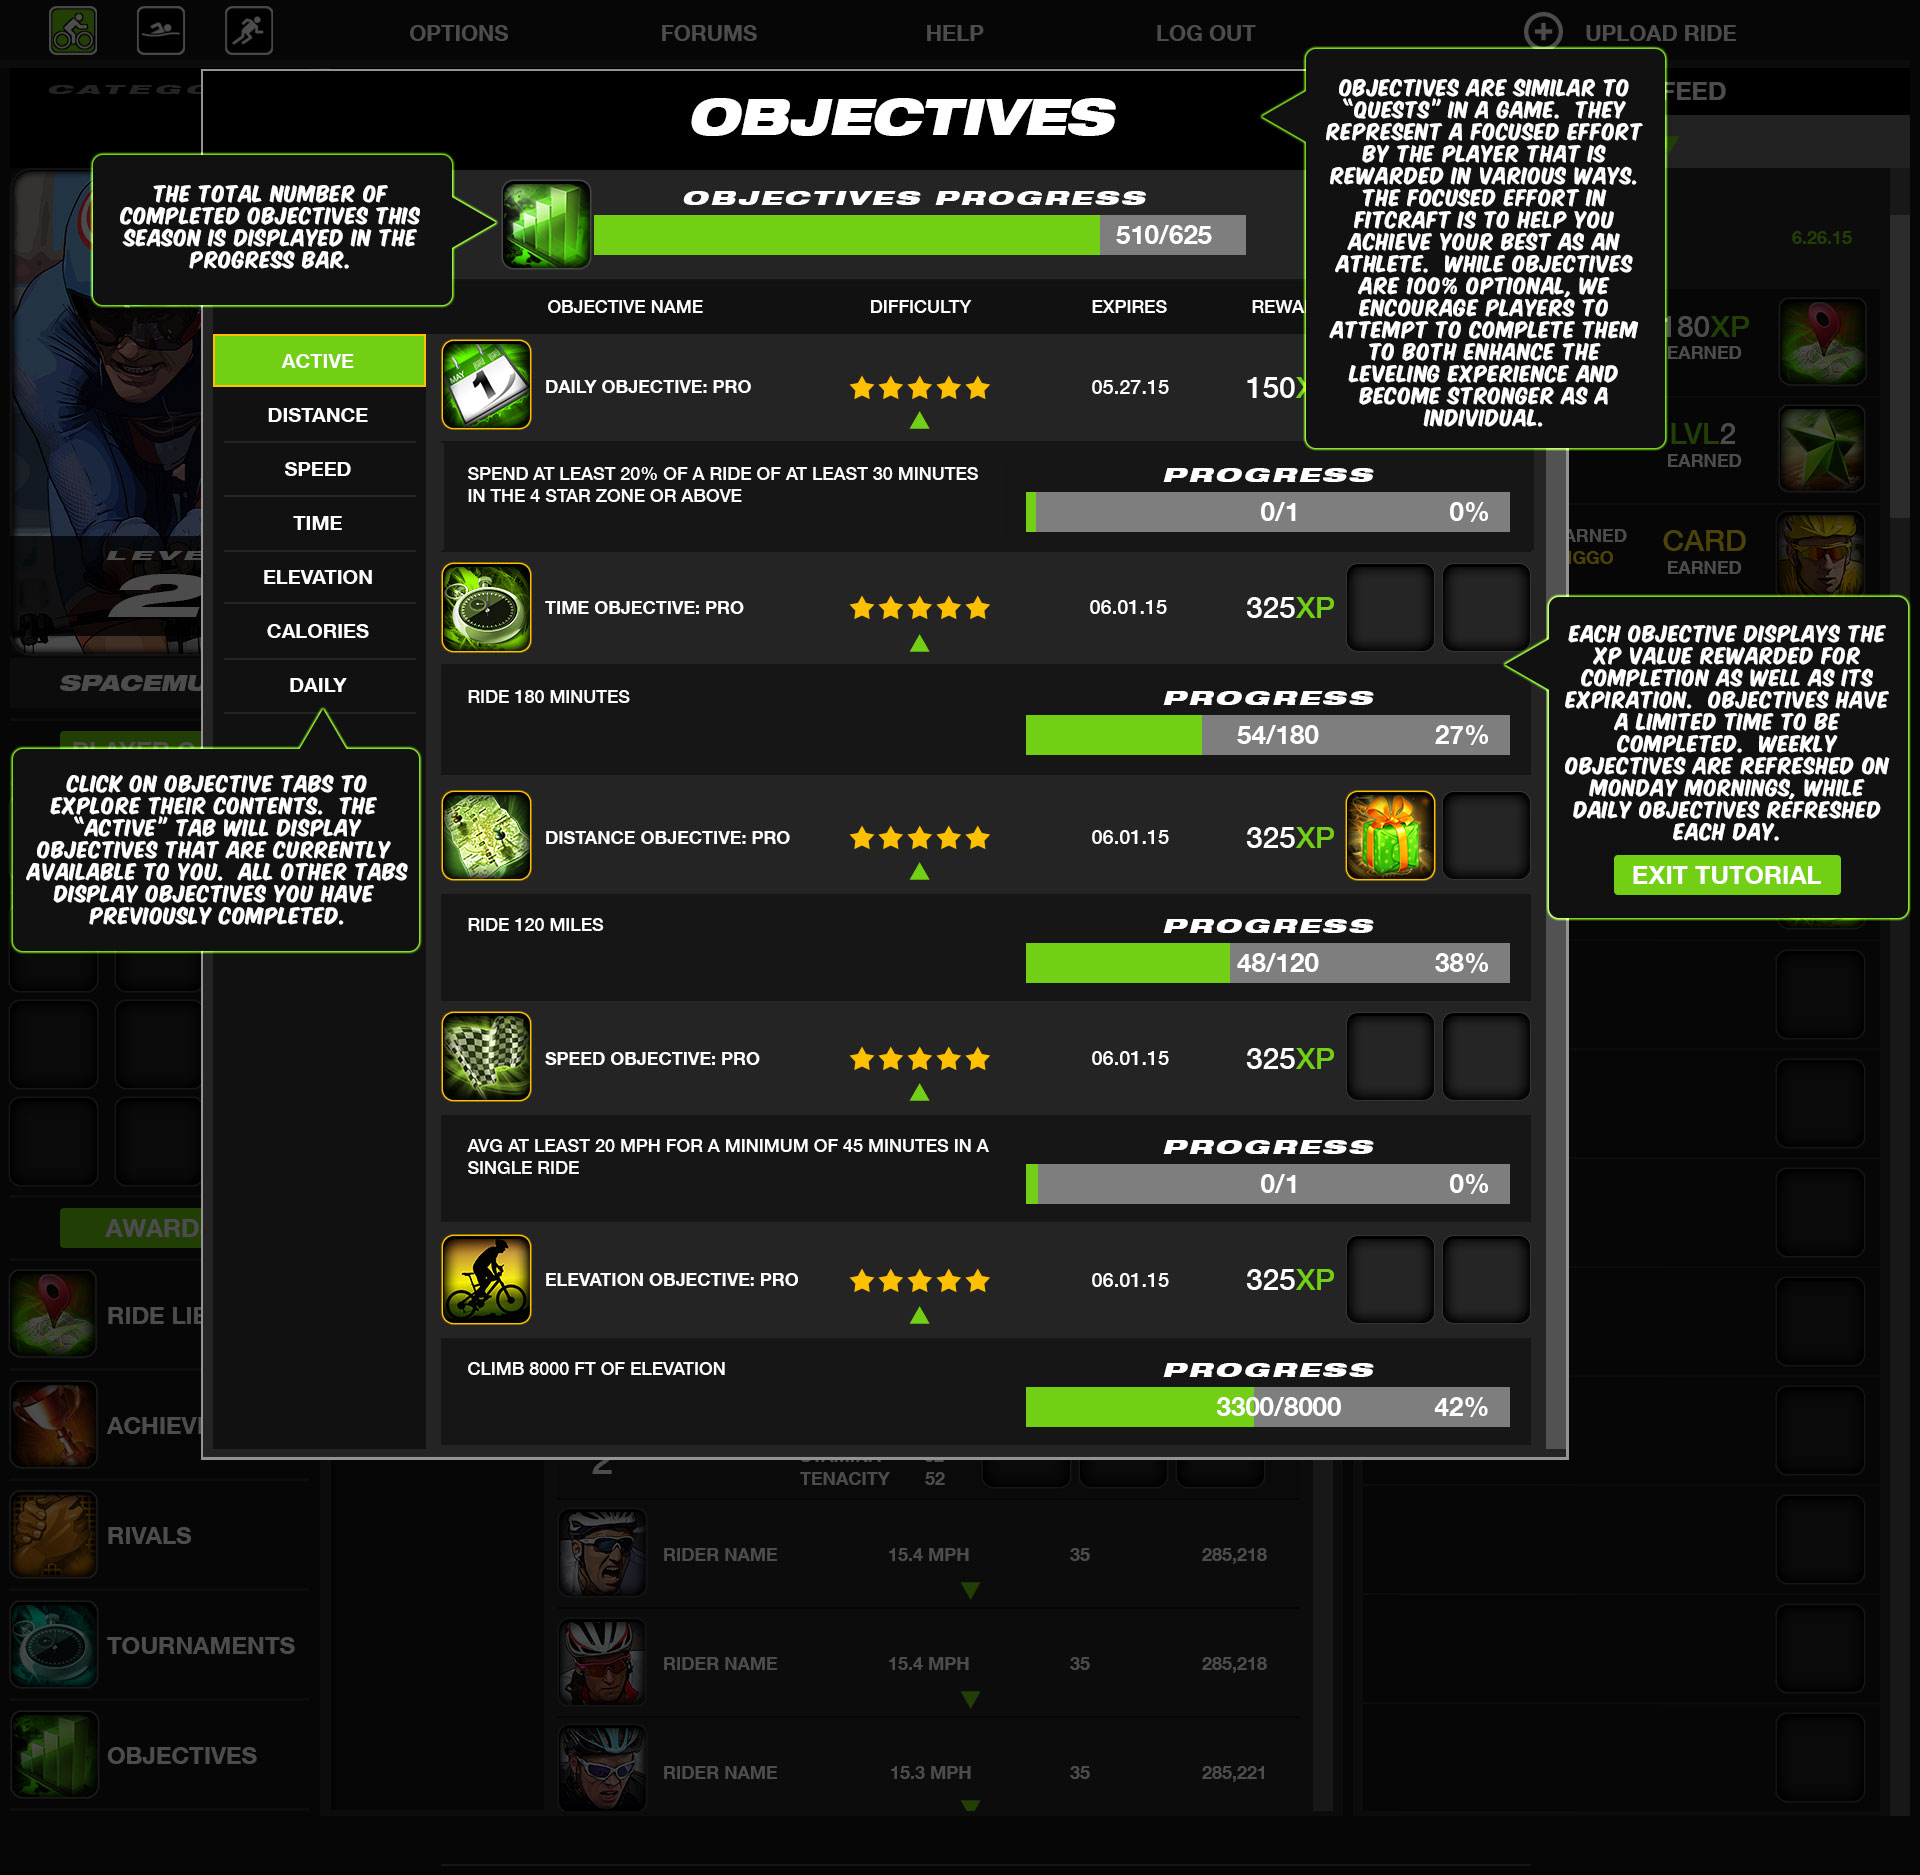 OPTIONS
FORUMS
HELP
LOG OUT
UPLOAD RIDE
OBJECTIVES
OBJECTIVES ARE SIMILAR TO
"QUESTS" IN A GAME. THEY
REPRESENT A FOCUSED EFFORT
BY THE PLAYER THAT IS
REWARDED IN VARIOUS WAYS.
THE FOCUSED EFFORT IN
FITCRAFT IS TO HELP YOU
ACHIEVE YOUR BEST AS AN
ATHLETE. WHILE OBJECTIVES
ARE 100% OPTIONAL, WE
ENCOURAGE PLAYERS TO
ATTEMPT TO COMPLETE THEM
TO BOTH ENHANCE THE
LEVELING EXPERIENCE AND
BECOME STRONGER AS A
INDIVIDUAL.
FEED
THE TOTAL NUMBER OF
COMPLETED OBJECTIVES THIS
SEASON IS DISPLAYED IN THE
PROGRESS BAR.
OBJECTIVES PROGRESS
510/625
6.26.15
OBJECTIVE NAME
DIFFICULTY
EXPIRES
REWA
ACTIVE
DISTANCE
SPEED
TIME
ELEVATION
CALORIES
DAILY
DAILY OBJECTIVE: PRO
MAY
1
05.27.15
150X
SPEND AT LEAST 20% OF A RIDE OF AT LEAST 30 MINUTES
IN THE 4 STAR ZONE OR ABOVE
PROGRESS
0/1
0%
TIME OBJECTIVE: PRO
06.01.15
325XP
RIDE 180 MINUTES
PROGRESS
54/180
27%
DISTANCE OBJECTIVE: PRO
06.01.15
325XP
RIDE 120 MILES
PROGRESS
48/120
38%
SPEED OBJECTIVE: PRO
06.01.15
325XP
AVG AT LEAST 20 MPH FOR A MINIMUM OF 45 MINUTES IN A
SINGLE RIDE
PROGRESS
0/1
0%
ELEVATION OBJECTIVE: PRO
06.01.15
325XP
CLIMB 8000 FT OF ELEVATION
PROGRESS
3300/8000
42%
180XP
EARNED
LVL2
EARNED
CARD
EARNED
EACH OBJECTIVE DISPLAYS THE
XP VALUE REWARDED FOR
COMPLETION AS WELL AS ITS
EXPIRATION. OBJECTIVES HAVE
A LIMITED TIME TO BE
COMPLETED. WEEKLY
OBJECTIVES ARE REFRESHED ON
MONDAY MORNINGS, WHILE
DAILY OBJECTIVES REFRESHED
EACH DAY.
EXIT TUTORIAL
CATEGO
LEVE
2
SPACEMU
CLICK ON OBJECTIVE TABS TO
EXPLORE THEIR CONTENTS. THE
"ACTIVE" TAB WILL DISPLAY
OBJECTIVES THAT ARE CURRENTLY
AVAILABLE TO YOU. ALL OTHER TABS
DISPLAY OBJECTIVES YOU HAVE
PREVIOUSLY COMPLETED.
AWARD
RIDE LIB
ACHIEV
RIVALS
TOURNAMENTS
OBJECTIVES
2
TENACITY 52
RIDER NAME 15.4 MPH 35 285,218
RIDER NAME 15.4 MPH 35 285,218
RIDER NAME 15.3 MPH 35 285,221